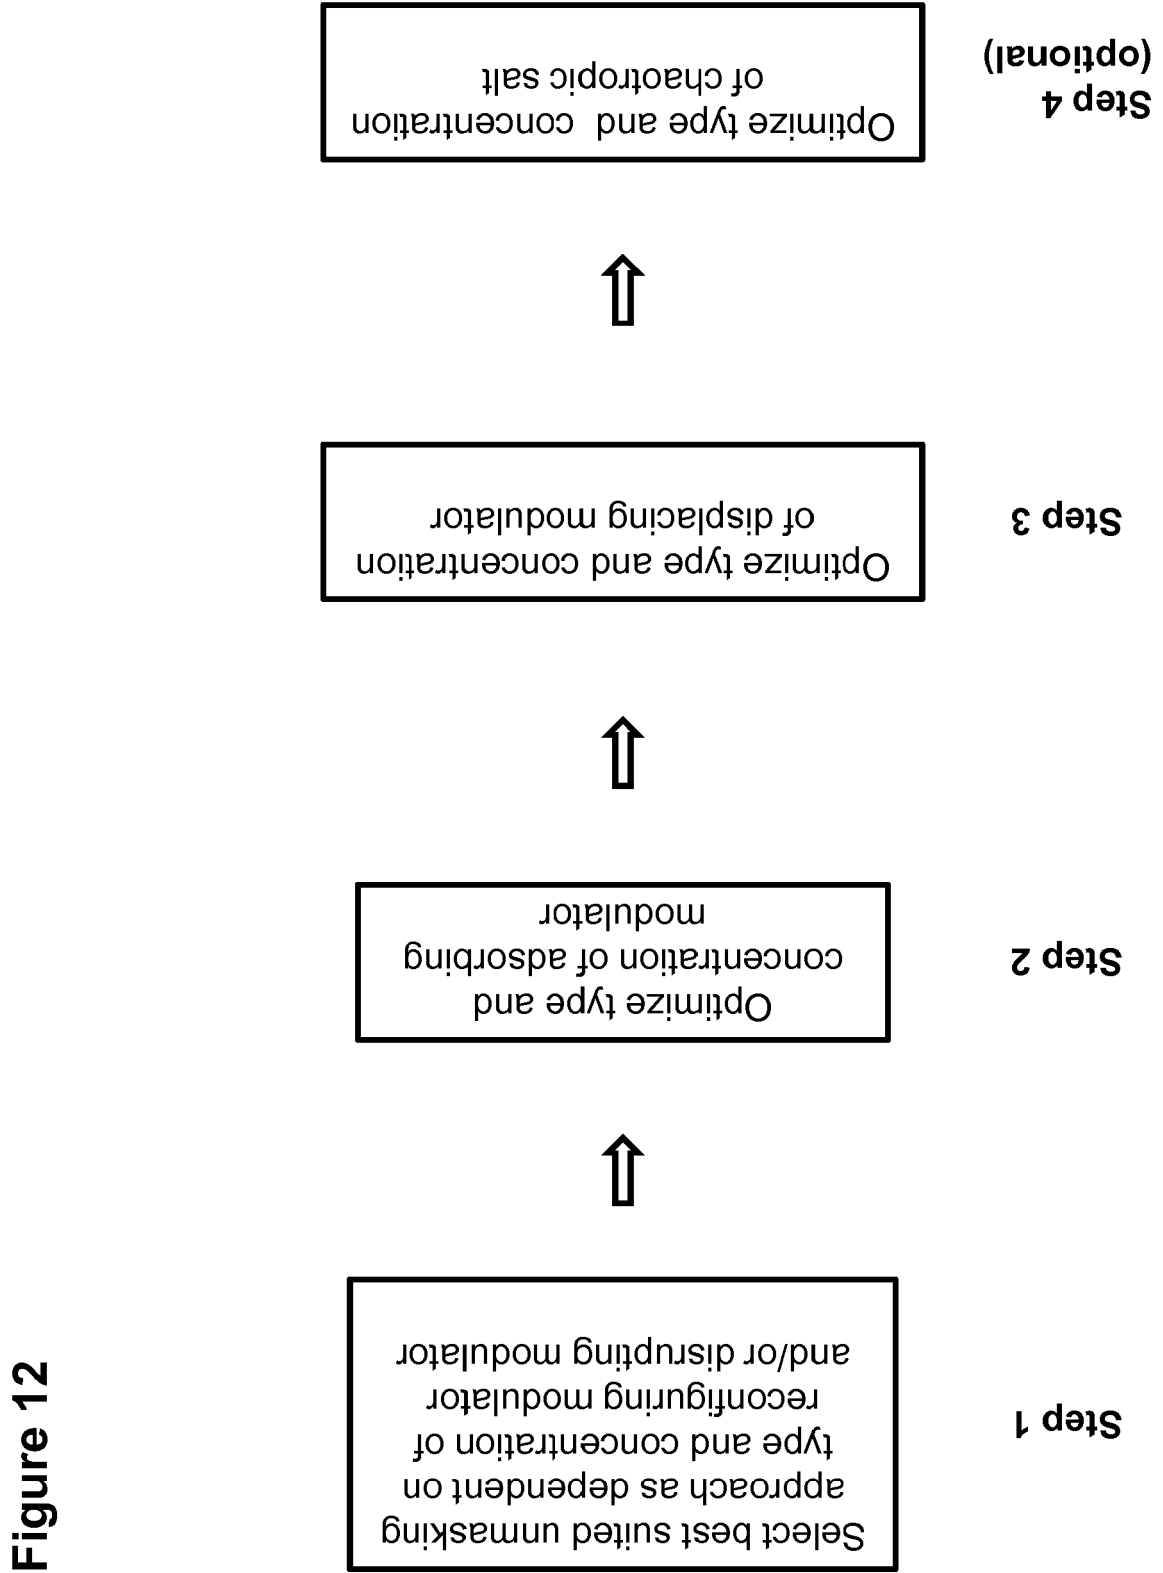 Figure 12
Step 1
Select best suited unmasking
approach as dependent on
type and concentration of
reconfiguring modulator
and/or disrupting modulator
Step 2
Optimize type and
concentration of adsorbing
modulator
Step 3
Optimize type and concentration
of displacing modulator
Step 4
(optional)
Optimize type and concentration
of chaotropic salt